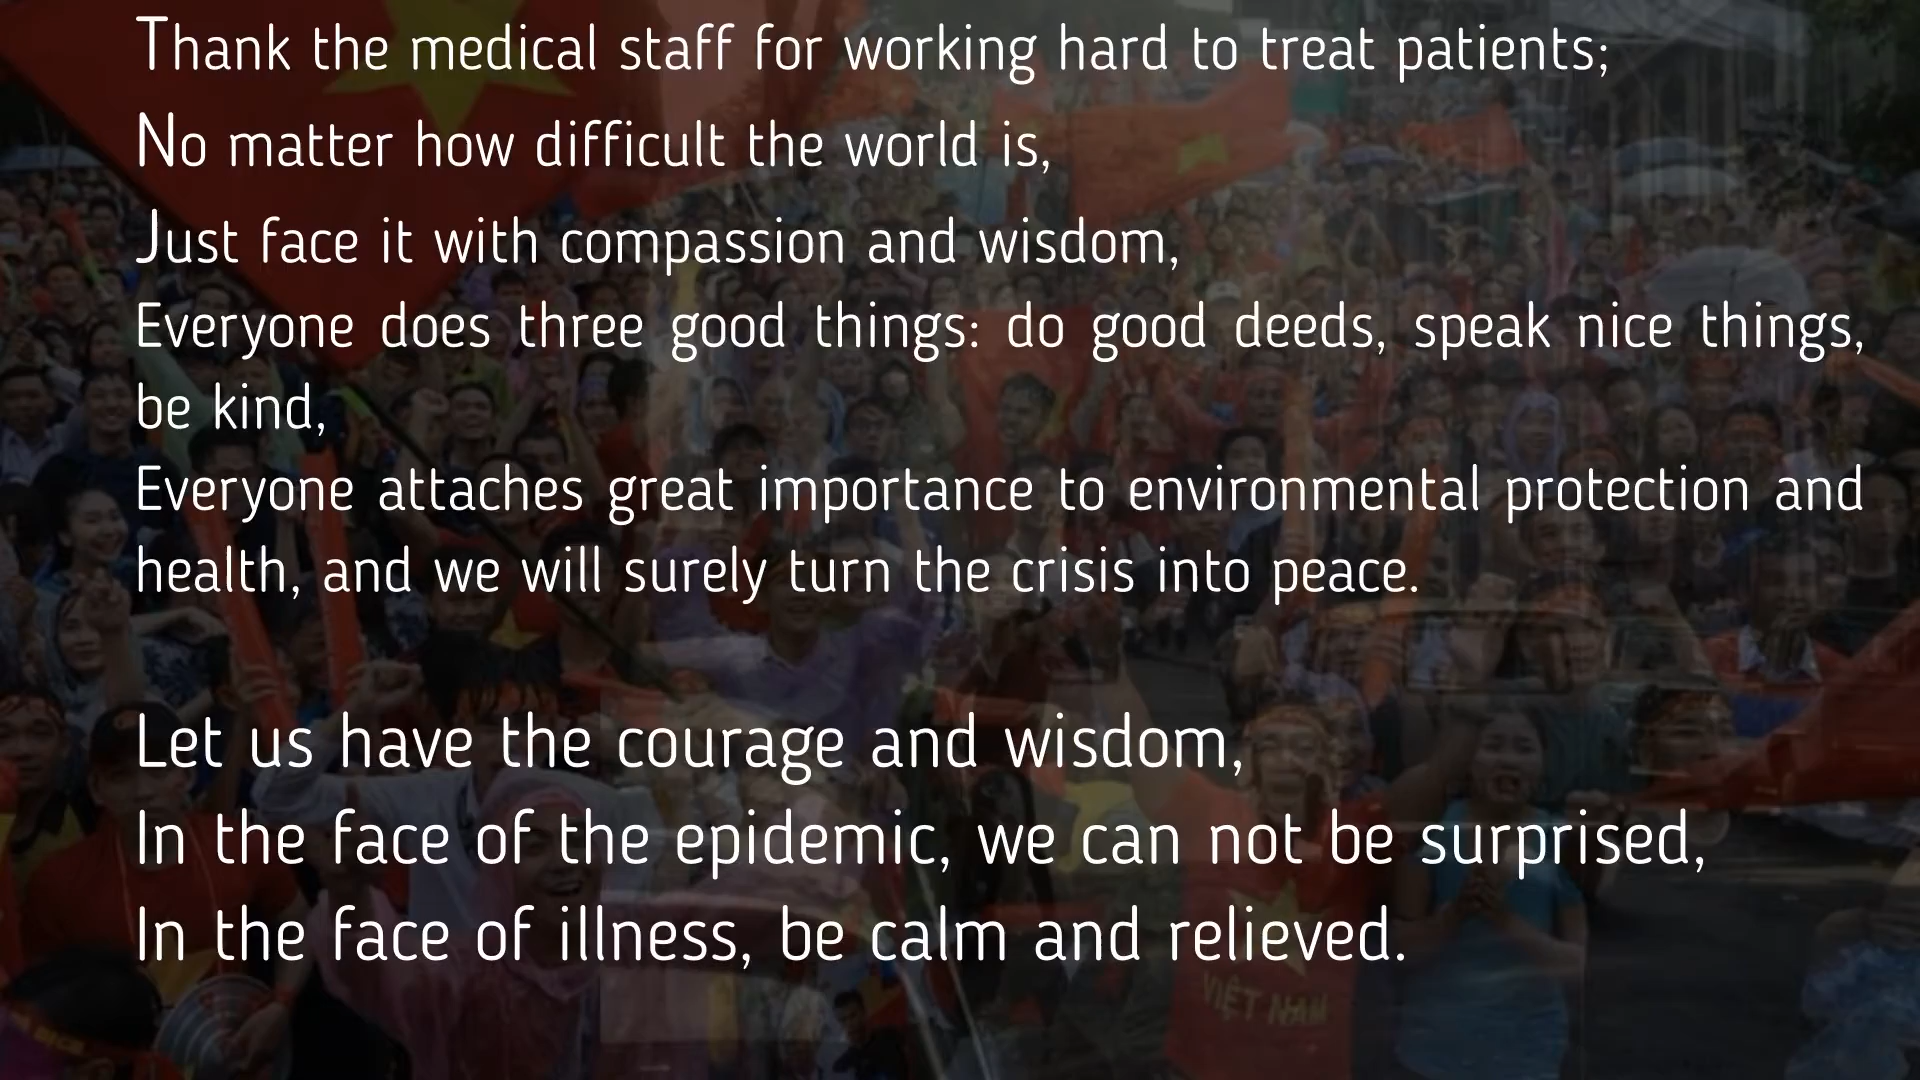 Thank the medical staff for working hard to treat patients;
No matter how difficult the world is,
Just face it with compassion and wisdom,
Everyone does three good things: do good deeds, speak nice things,
be kind,
Everyone attaches great importance to environmental protection and
health, and we will surely turn the crisis into peace.
Let us have the courage and wisdom,
In the face of the epidemic, we can not be surprised,
In the face of illness, be calm and relieved.
VIỆT NAM